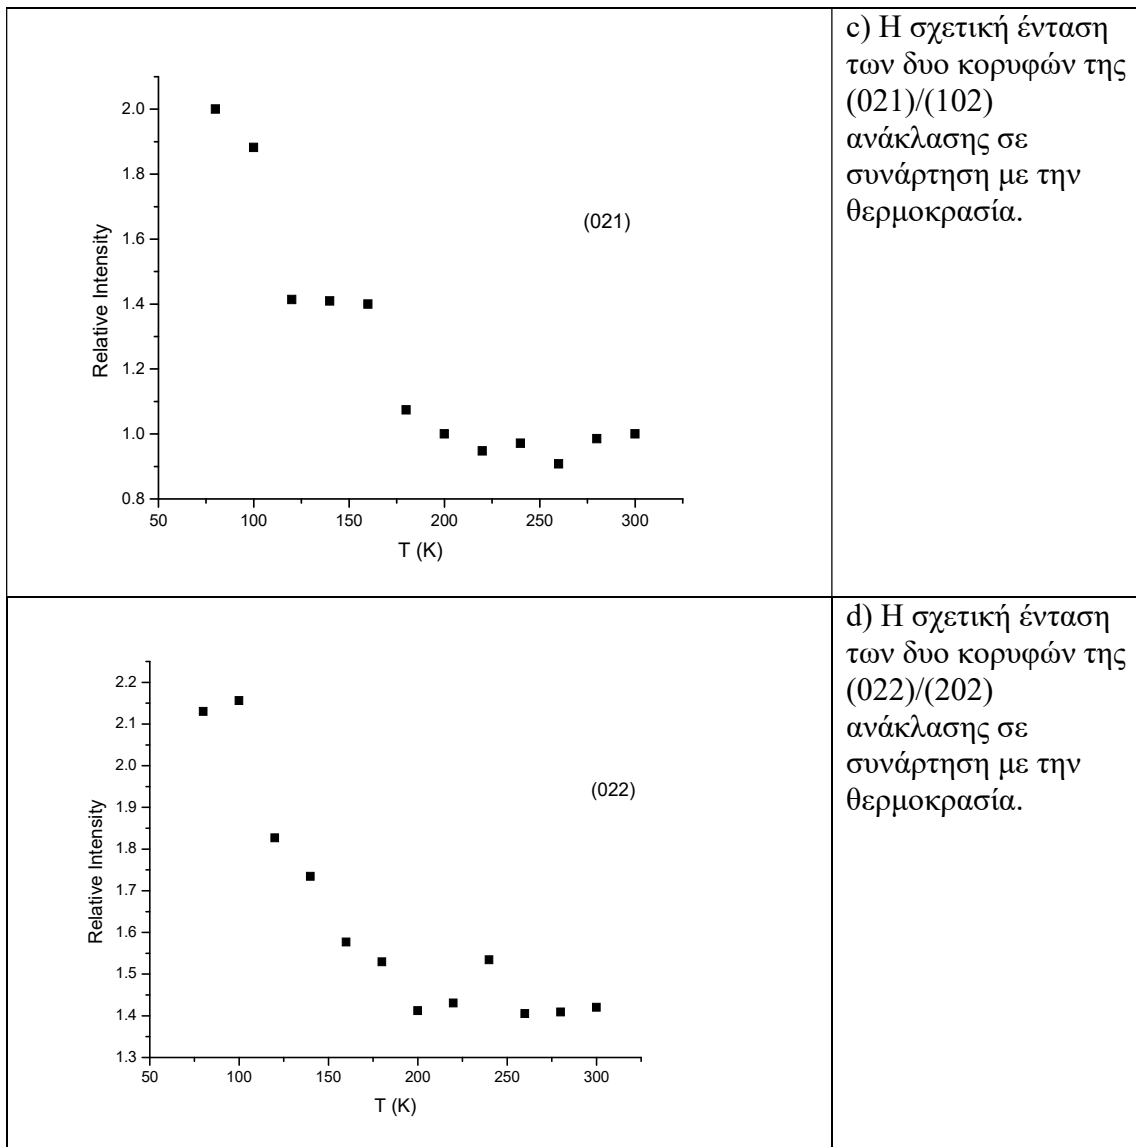 c) Η σχετική ένταση
των δυο κορυφών της
(021)/(102)
ανάκλασης σε
συνάρτηση με την
θερμοκρασία.
2.0
1.8
1.6
1.4
1.2
1.0
0.8
Relative Intensity
(021)
50 100 150 200 250 300
T (K)
d) Η σχετική ένταση
των δυο κορυφών της
(022)/(202)
ανάκλασης σε
συνάρτηση με την
θερμοκρασία.
2.2
2.1
2.0
1.9
1.8
1.7
1.6
1.5
1.4
1.3
Relative Intensity
(022)
50 100 150 200 250 300
T (K)